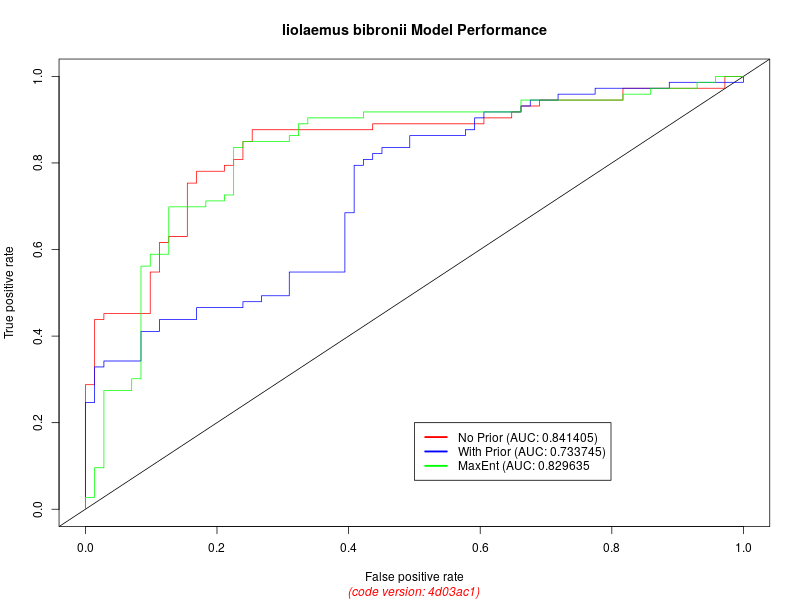 liolaemus bibronii Model Performance
1.0
0.8
0.6
0.4
0.2
0.0
True positive rate
No Prior (AUC: 0.841405)
With Prior (AUC: 0.733745)
MaxEnt (AUC: 0.829635
0.0 0.2 0.4 0.6 0.8 1.0
False positive rate
(code version: 4d03ac1)